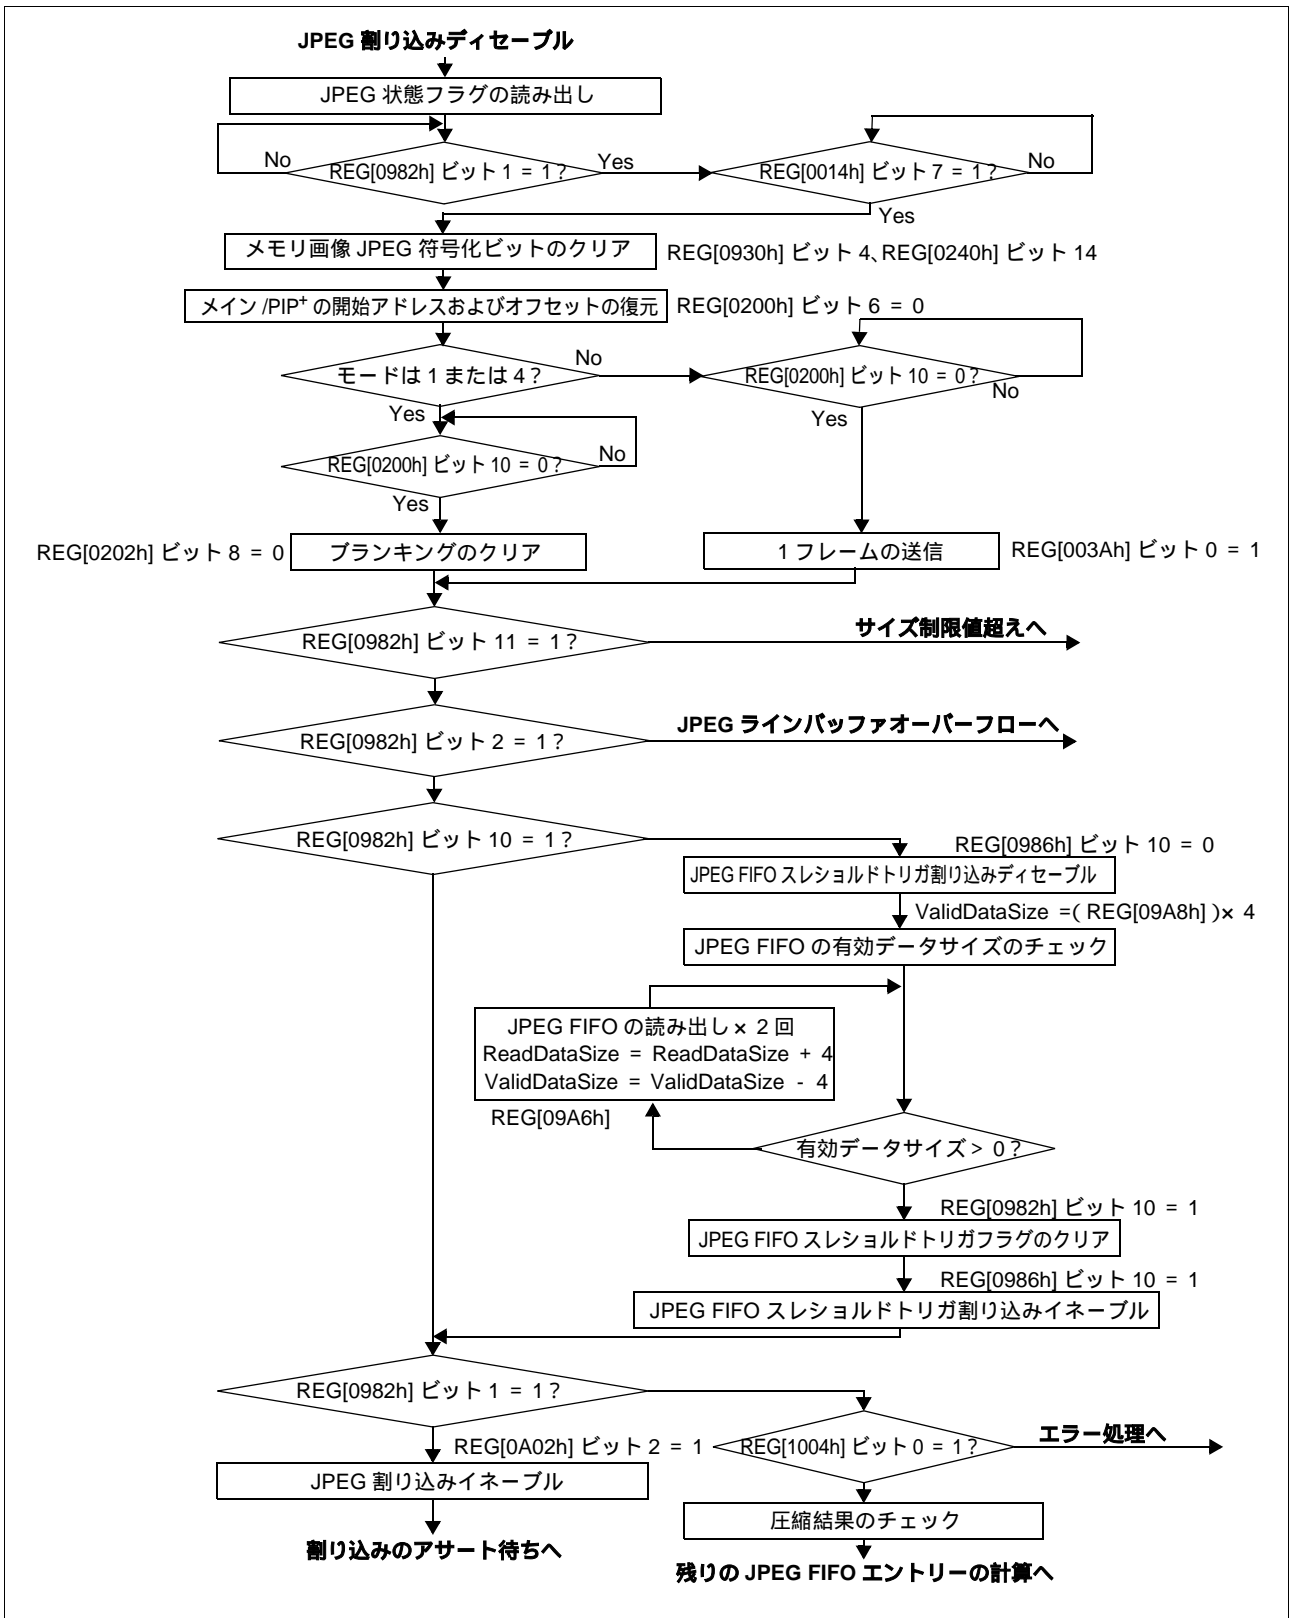 JPEG 割り込みディセーブル
JPEG 状態フラグの読み出し
No
REG[0982h] ビット 1 = 1？
Yes
REG[0014h] ビット 7 = 1？
No
Yes
メモリ画像 JPEG 符号化ビットのクリア
REG[0930h] ビット 4、REG[0240h] ビット 14
メイン /PIP+ の開始アドレスおよびオフセットの復元
REG[0200h] ビット 6 = 0
モードは 1 または 4？
No
REG[0200h] ビット 10 = 0？
No
Yes
Yes
REG[0200h] ビット 10 = 0？
No
Yes
REG[0202h] ビット 8 = 0
ブランキングのクリア
1 フレームの送信
REG[003Ah] ビット 0 = 1
REG[0982h] ビット 11 = 1？
サイズ制限値超えへ
REG[0982h] ビット 2 = 1？
JPEG ラインバッファオーバーフローへ
REG[0982h] ビット 10 = 1？
REG[0986h] ビット 10 = 0
JPEG FIFO スレショルドトリガ割り込みディセーブル
ValidDataSize =( REG[09A8h] )× 4
JPEG FIFO の有効データサイズのチェック
JPEG FIFO の読み出し × 2 回
ReadDataSize = ReadDataSize + 4
ValidDataSize = ValidDataSize - 4
REG[09A6h]
有効データサイズ > 0？
REG[0982h] ビット 10 = 1
JPEG FIFO スレショルドトリガフラグのクリア
REG[0986h] ビット 10 = 1
JPEG FIFO スレショルドトリガ割り込みイネーブル
REG[0982h] ビット 1 = 1？
REG[0A02h] ビット 2 = 1
REG[1004h] ビット 0 = 1？
エラー処理へ
JPEG 割り込みイネーブル
圧縮結果のチェック
割り込みのアサート待ちへ
残りの JPEG FIFO エントリーの計算へ